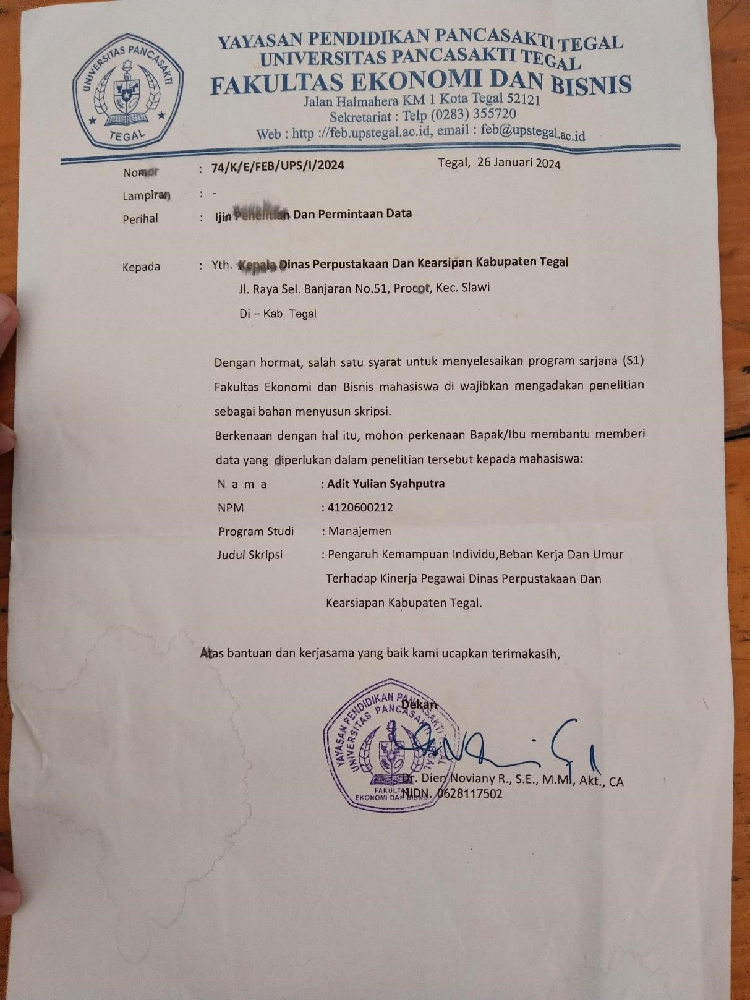 UNIVERSITAS PANCASAKTI
TEGAL
YAYASAN PENDIDIKAN PANCASAKTI TEGAL
UNIVERSITAS PANCASAKTI TEGAL
FAKULTAS EKONOMI DAN BISNIS
Jalan Halmahera KM 1 Kota Tegal 52121
Sekretariat : Telp (0283) 355720
Web : http ://feb.upstegal.ac.id, email : feb@upstegal.ac.id
Nomor : 74/K/E/FEB/UPS/I/2024 Tegal, 26 Januari 2024
Lampiran : -
Perihal : Ijin Penelitian Dan Permintaan Data
Kepada : Yth. Kepala Dinas Perpustakaan Dan Kearsipan Kabupaten Tegal
Jl. Raya Sel. Banjaran No.51, Procot, Kec. Slawi
Di – Kab. Tegal
Dengan hormat, salah satu syarat untuk menyelesaikan program sarjana (S1)
Fakultas Ekonomi dan Bisnis mahasiswa di wajibkan mengadakan penelitian
sebagai bahan menyusun skripsi.
Berkenaan dengan hal itu, mohon perkenaan Bapak/Ibu membantu memberi
data yang diperlukan dalam penelitian tersebut kepada mahasiswa:
N a m a : Adit Yulian Syahputra
NPM : 4120600212
Program Studi : Manajemen
Judul Skripsi : Pengaruh Kemampuan Individu,Beban Kerja Dan Umur
Terhadap Kinerja Pegawai Dinas Perpustakaan Dan
Kearsiapan Kabupaten Tegal.
Atas bantuan dan kerjasama yang baik kami ucapkan terimakasih,
Dekan
YAYASAN PENDIDIKAN PANCASAKTI TEGAL
UNIVERSITAS PANCASAKTI TEGAL
FAKULTAS
EKONOMI DAN BISNIS
Dr. Dien Noviany R., S.E., M.M., Akt., CA
NIDN. 0628117502